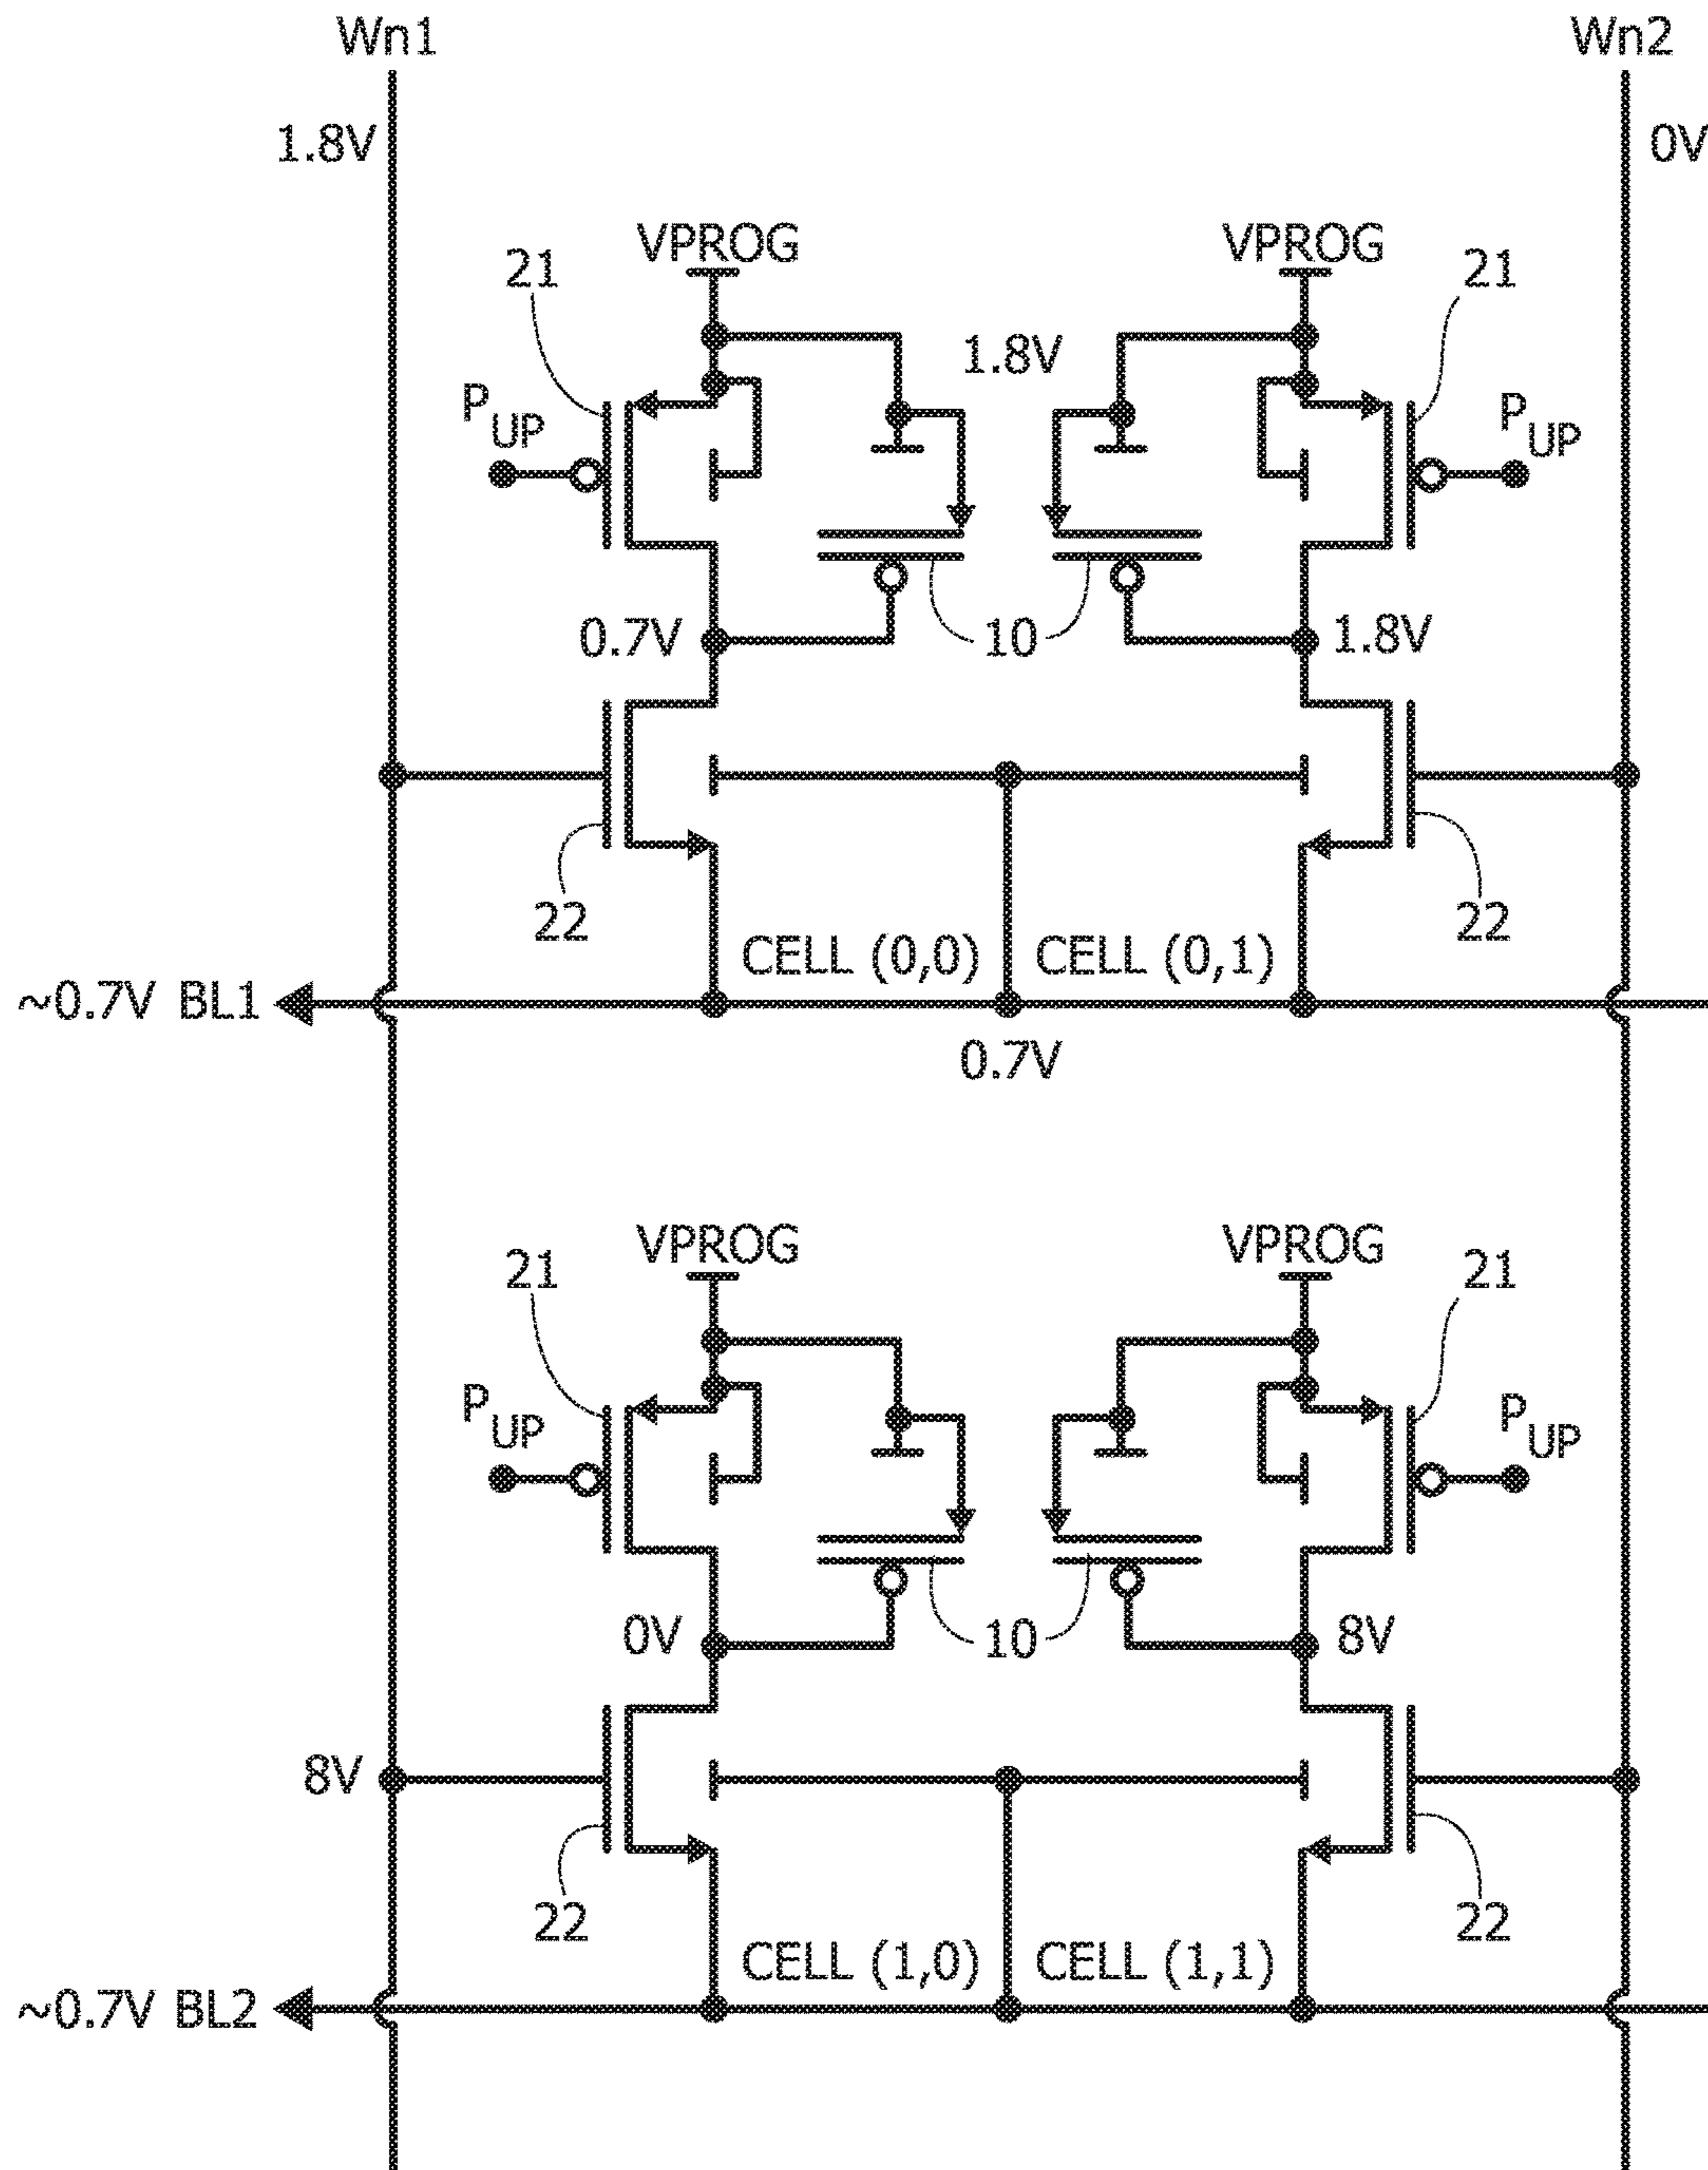 Wn1 Wn2
1.8V 0V
VPROG VPROG
21 21
1.8V
PUP PUP
0.7V 10 1.8V
22 22
CELL (0,0) CELL (0,1)
~0.7V BL1
0.7V
VPROG VPROG
21 21
PUP PUP
0V 10 8V
8V
22 22
CELL (1,0) CELL (1,1)
~0.7V BL2